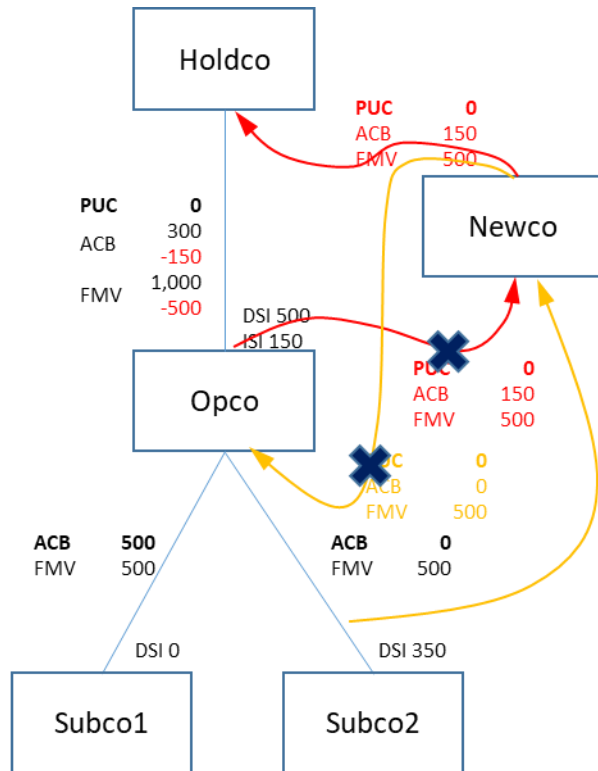 Holdco
PUC 0
ACB 150
FMV 500
Newco
PUC 0
ACB 300
-150
FMV 1,000
-500
DSI 500
ISI 150
Opco
PUC 0
ACB 150
FMV 500
PUC 0
ACB 0
FMV 500
ACB 500
FMV 500
ACB 0
FMV 500
DSI 0
DSI 350
Subco1
Subco2